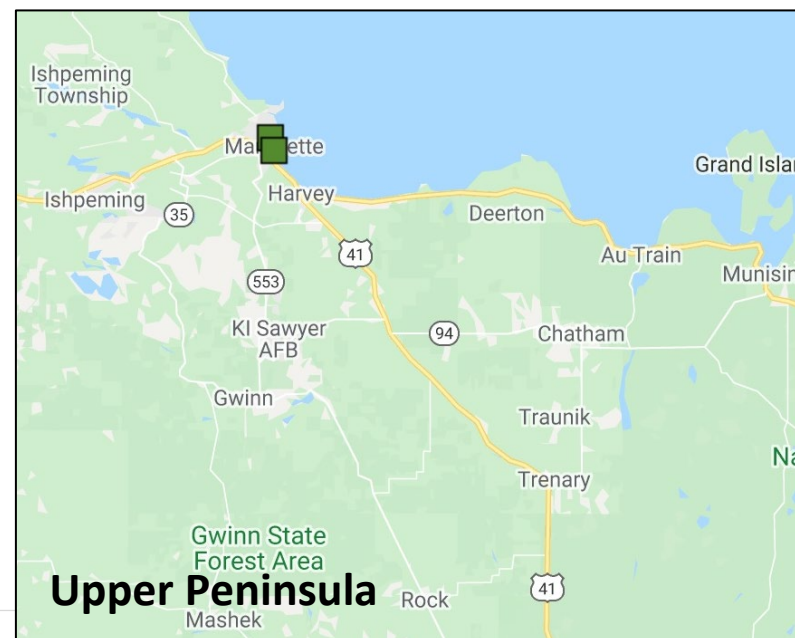 Ishpeming
Township
Ma ette
Grand Islan
Ishpeming
Harvey
35
Deerton
41
Au Train
Munisin
553
KI Sawyer
AFB
94
Chatham
Gwinn
Traunik
Na
Trenary
Gwinn State
Forest Area
Upper Peninsula
Rock
41
Mashek